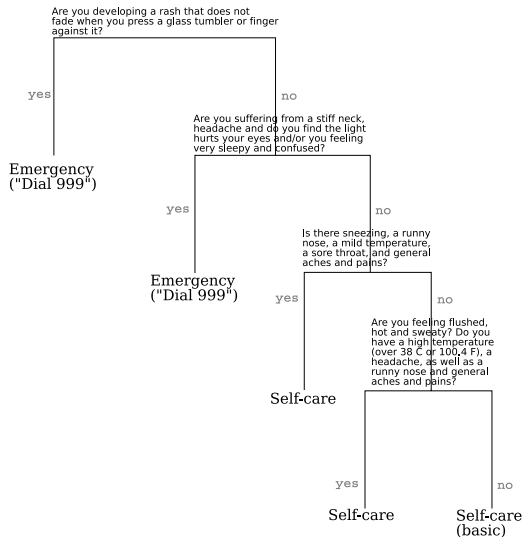 Are you developing a rash that does not
fade when you press a glass tumbler or finger
against it?
yes
no
Are you suffering from a stiff neck,
headache and do you find the light
hurts your eyes and/or you feeling
very sleepy and confused?
Emergency
("Dial 999")
yes
no
Is there sneezing, a runny
nose, a mild temperature,
a sore throat, and general
aches and pains?
Emergency
("Dial 999")
yes
no
Are you feeling flushed,
hot and sweaty? Do you
have a high temperature
(over 38 C or 100.4 F), a
headache, as well as a
runny nose and general
aches and pains?
Self-care
yes
no
Self-care
Self-care
(basic)